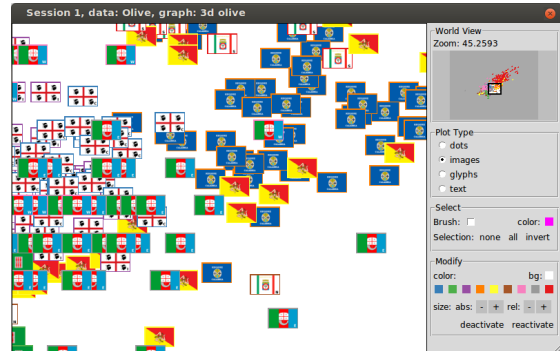 Session 1, data: Olive, graph: 3d olive
World View
Zoom: 45.2593
Plot Type
dots
images
glyphs
text
Select
Brush: color:
Selection: none all invert
Modify
color: bg:
size: abs: - + rel: - +
deactivate reactivate